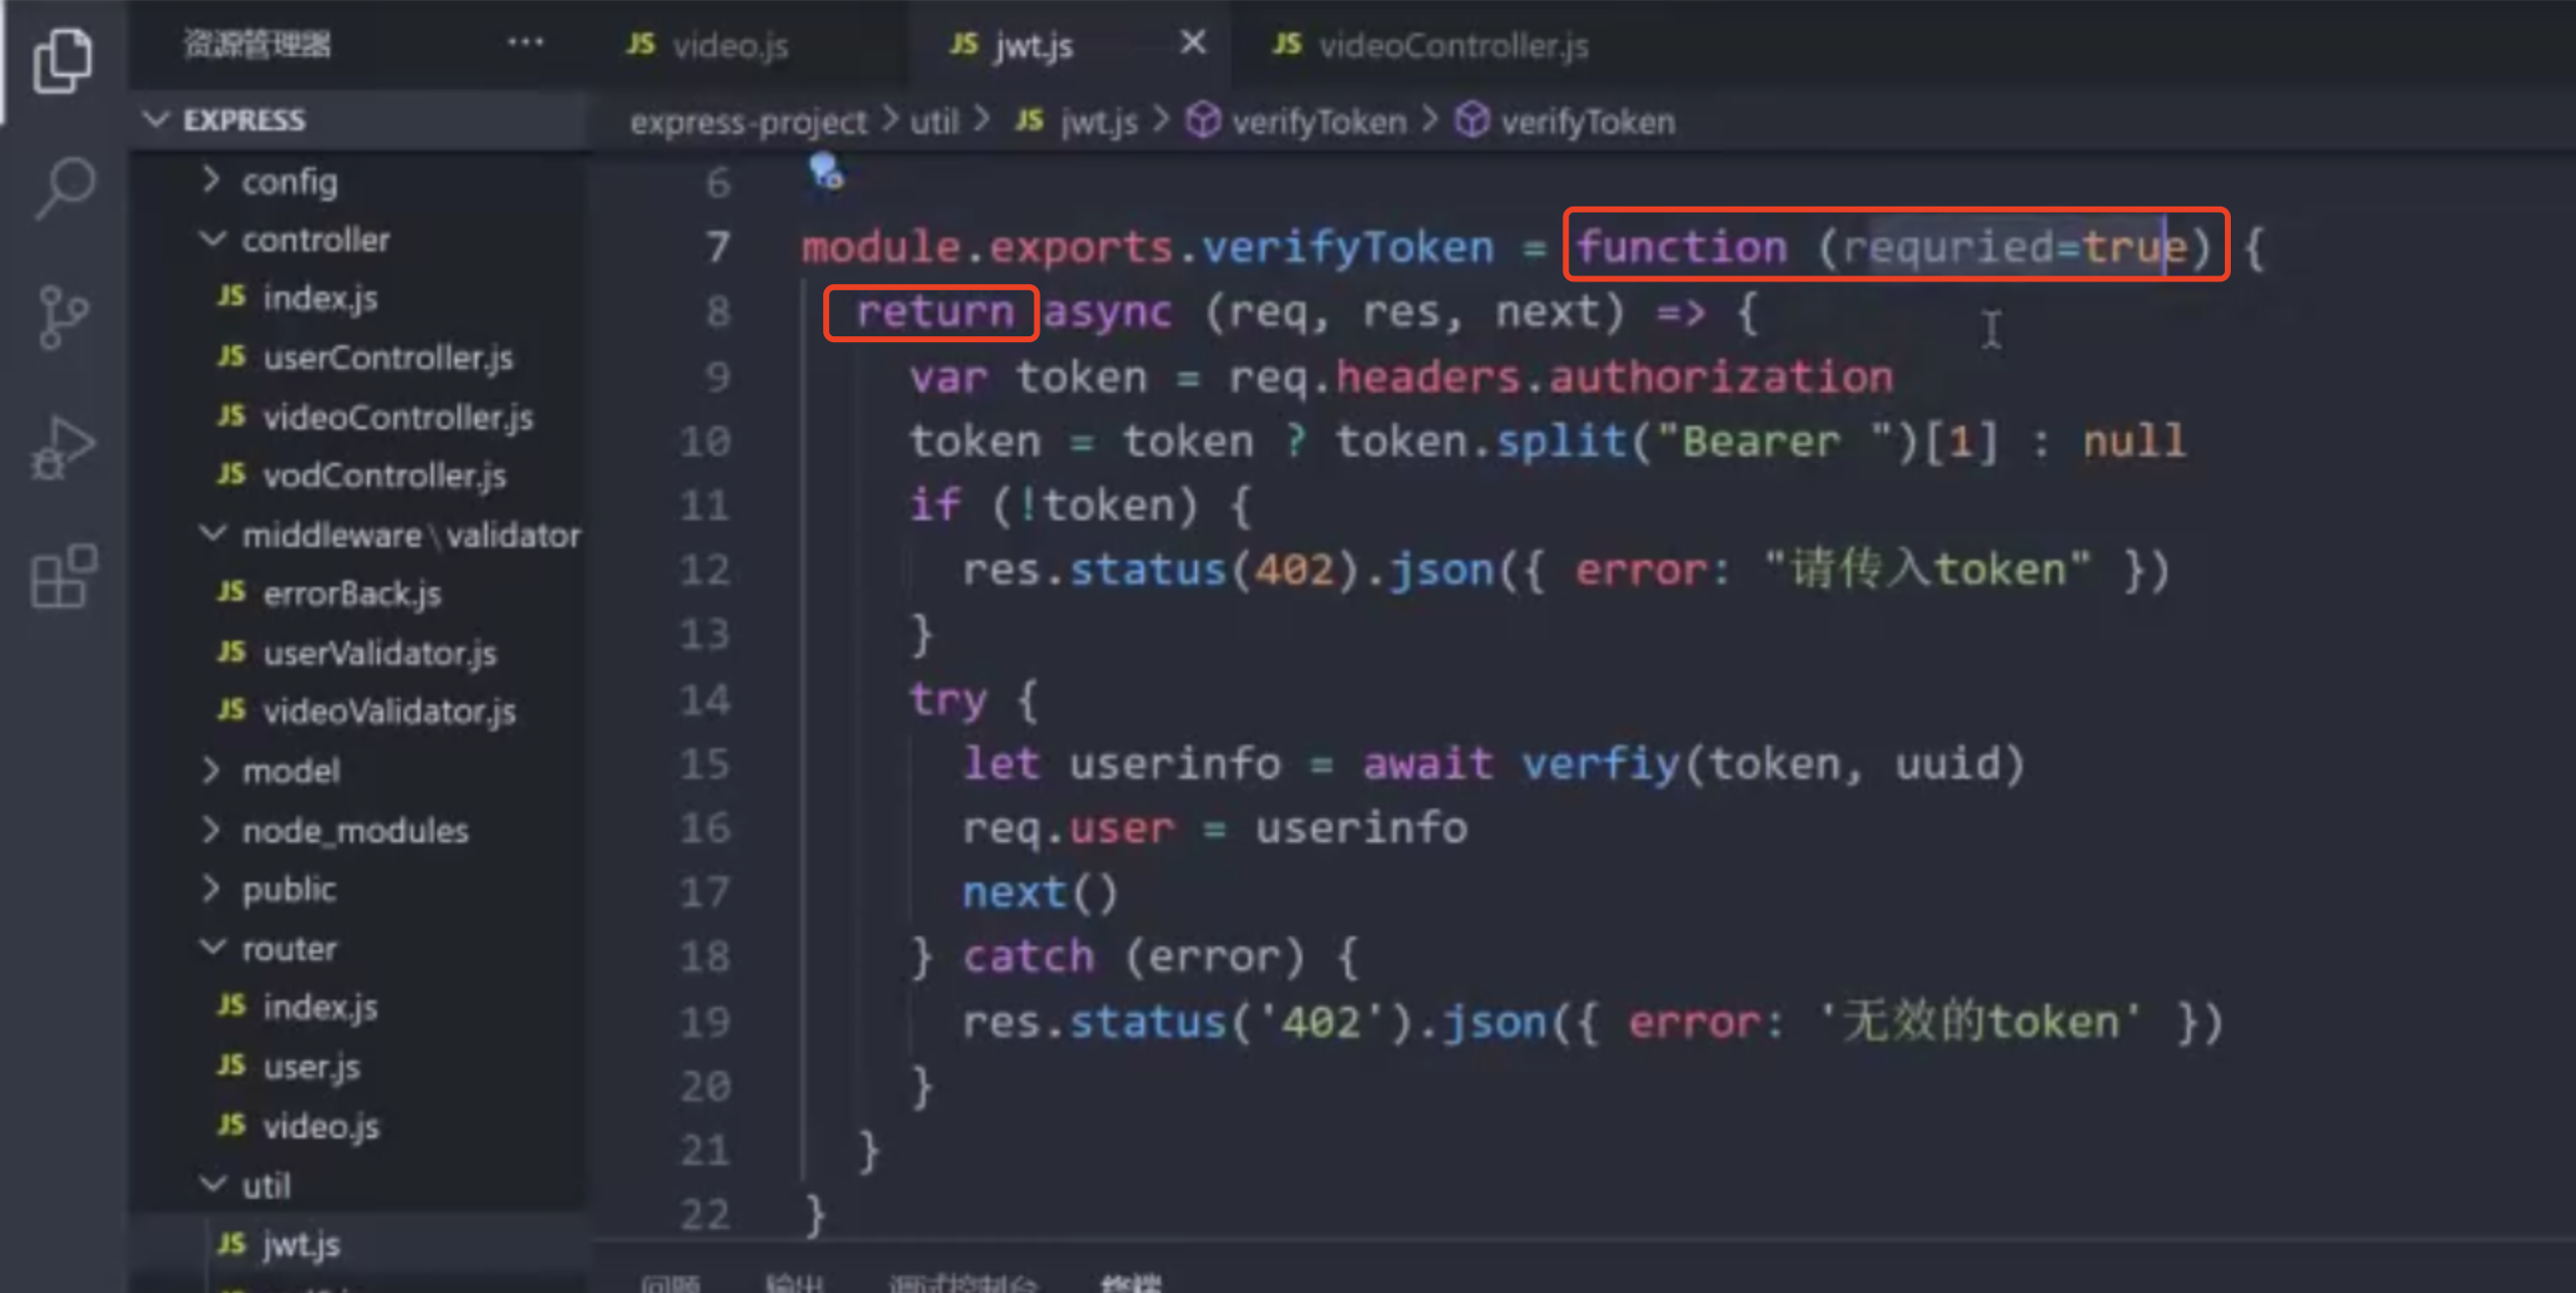 资源管理器 ···
JS video.js
JS jwt.js ×
JS videoController.js
EXPRESS
express-project > util > JS jwt.js > verifyToken > verifyToken
config
controller
JS index.js
JS userController.js
JS videoController.js
JS vodController.js
middleware\validator
JS errorBack.js
JS userValidator.js
JS videoValidator.js
model
node_modules
public
router
JS index.js
JS user.js
JS video.js
util
JS jwt.js
6
7 module.exports.verifyToken = function (requried=true) {
8 return async (req, res, next) => {
9 var token = req.headers.authorization
10 token = token ? token.split("Bearer ")[1] : null
11 if (!token) {
12 res.status(402).json({ error: "请传入token" })
13 }
14 try {
15 let userinfo = await verfiy(token, uuid)
16 req.user = userinfo
17 next()
18 } catch (error) {
19 res.status('402').json({ error: '无效的token' })
20 }
21 }
22 }
问题 输出 调试控制台 终端